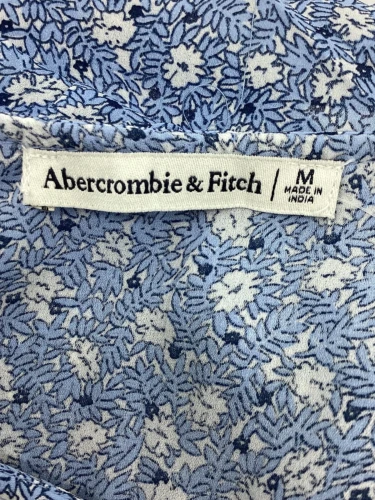 Abercrombie & Fitch | M
MADE IN
INDIA